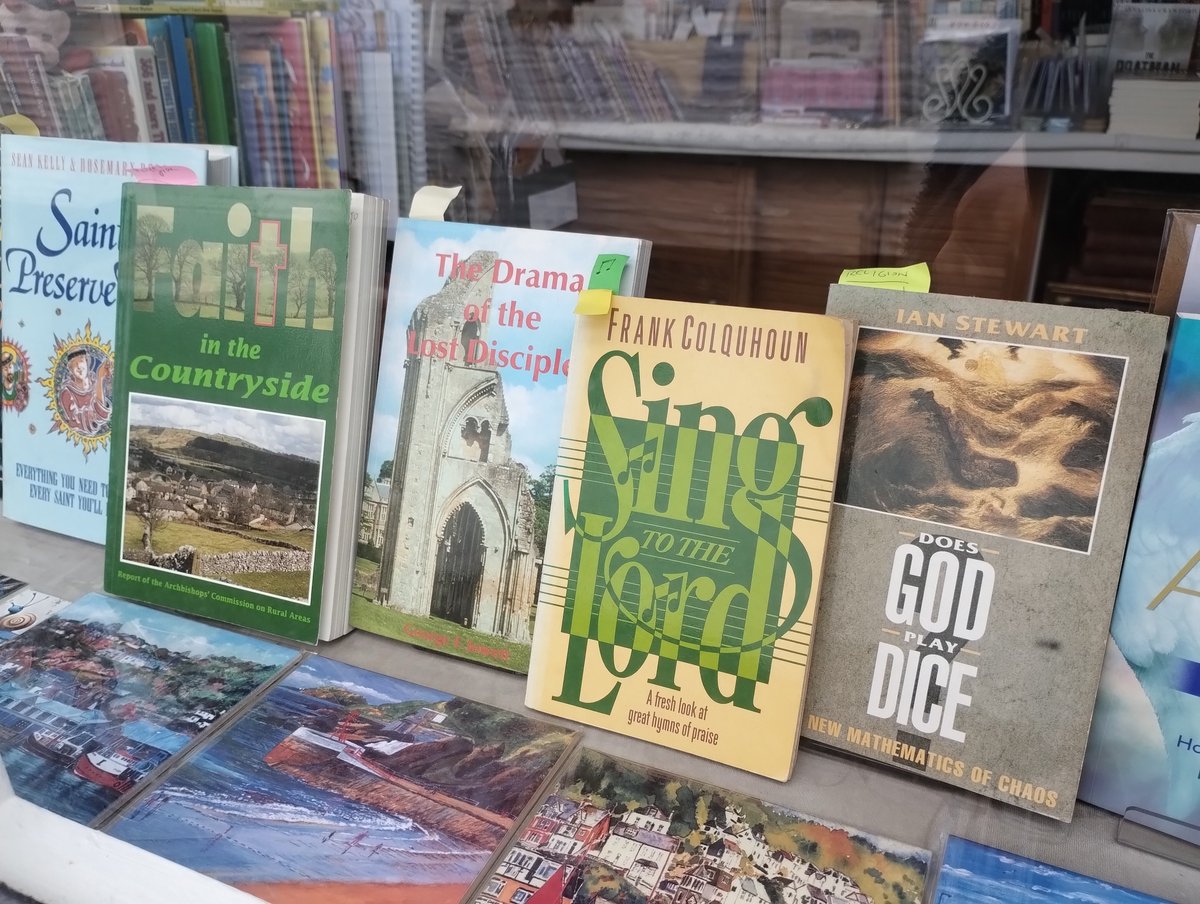 SEAN KELLY & ROSEMARY
Saint
Preserve
EVERYTHING YOU NEED
EVERY SAINT YOU'LL
Faith
in the
Countryside
Report of the Archbishops' Commission on Rural Areas
The Drama
of the
Lost Disciple
George F Jowett
FRANK COLQUHOUN
Sing
TO THE
Lord
A fresh look at
great hymns of praise
RELIGION
IAN STEWART
DOES
GOD
PLAY
DICE
NEW MATHEMATICS OF CHAOS